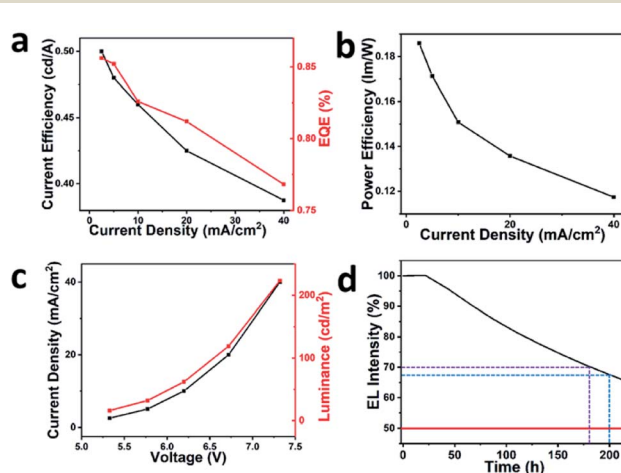 a
Current Efficiency (cd/A)
0.50
0.45
0.40
0.85
0.80
0.75
EQE (%)
0
10
20
30
40
Current Density (mA/cm²)
b
Power Efficiency (lm/W)
0.18
0.16
0.14
0.12
0
20
40
Current Density (mA/cm²)
c
Current Density (mA/cm²)
40
20
0
200
100
0
Luminance (cd/m²)
5.0
5.5
6.0
6.5
7.0
7.5
Voltage (V)
d
EL Intensity (%)
100
90
80
70
60
50
0
50
100
150
200
Time (h)